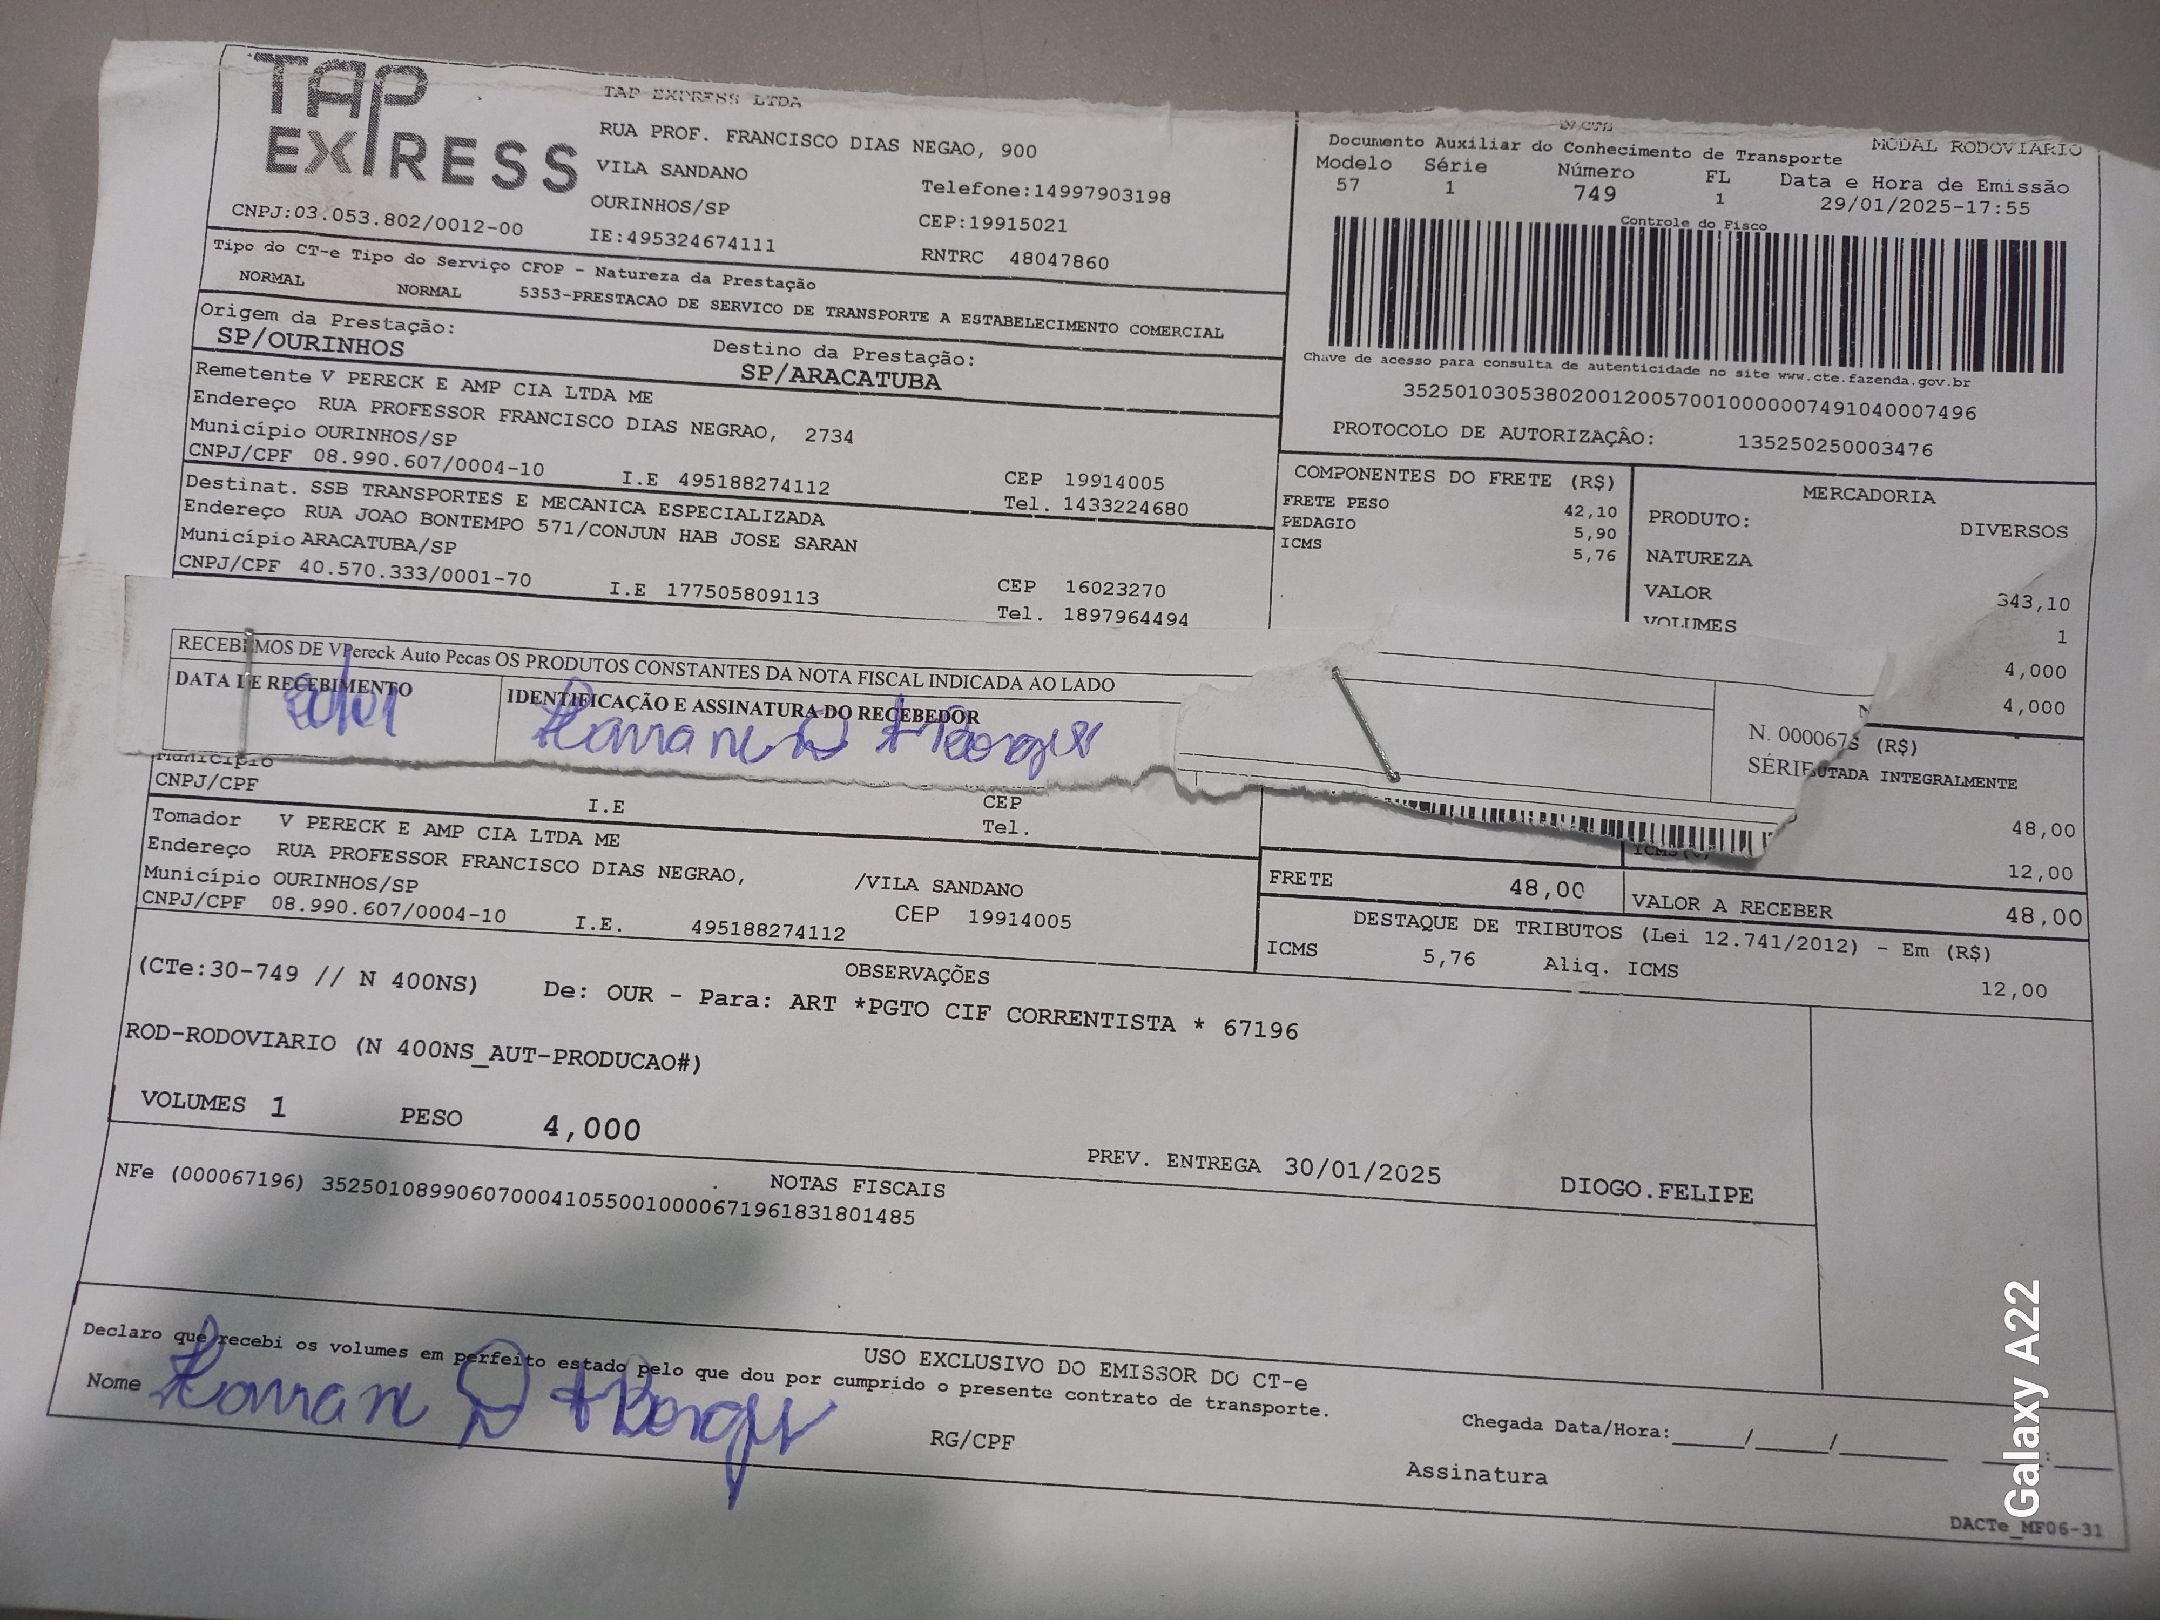 TAP
EXPRESS
TAP EXPRESS LTDA
RUA PROF. FRANCISCO DIAS NEGAO, 900
VILA SANDANO
Telefone:14997903198
OURINHOS/SP
CEP:19915021
CNPJ:03.053.802/0012-00
IE:495324674111
RNTRC 48047860
DACTE
MODAL RODOVIARIO
Documento Auxiliar do Conhecimento de Transporte
Modelo Série Número FL Data e Hora de Emissão
57 1 749 1 29/01/2025-17:55
Controle do Fisco
Chave de acesso para consulta de autenticidade no site www.cte.fazenda.gov.br
35250103053802001200570010000007491040007496
PROTOCOLO DE AUTORIZAÇÃO: 135250250003476
Tipo do CT-e Tipo do Serviço CFOP - Natureza da Prestação
NORMAL NORMAL 5353-PRESTACAO DE SERVICO DE TRANSPORTE A ESTABELECIMENTO COMERCIAL
Origem da Prestação:
SP/OURINHOS
Destino da Prestação:
SP/ARACATUBA
Remetente V PERECK E AMP CIA LTDA ME
Endereço RUA PROFESSOR FRANCISCO DIAS NEGRAO, 2734
Município OURINHOS/SP
CEP 19914005
CNPJ/CPF 08.990.607/0004-10 I.E 495188274112
Tel. 1433224680
Destinat. SSB TRANSPORTES E MECANICA ESPECIALIZADA
Endereço RUA JOAO BONTEMPO 571/CONJUN HAB JOSE SARAN
Município ARACATUBA/SP
CEP 16023270
CNPJ/CPF 40.570.333/0001-70 I.E 177505809113
Tel. 1897964494
COMPONENTES DO FRETE (R$)
FRETE PESO 42,10
PEDAGIO 5,90
ICMS 5,76
MERCADORIA
PRODUTO: DIVERSOS
NATUREZA
VALOR 343,10
VOLUMES 1
4,000
4,000
RECEBEMOS DE VPereck Auto Pecas OS PRODUTOS CONSTANTES DA NOTA FISCAL INDICADA AO LADO
DATA DE RECEBIMENTO
IDENTIFICAÇÃO E ASSINATURA DO RECEBEDOR
N. 000067
(R$)
SÉRIE
UTADA INTEGRALMENTE
48,00
12,00
Município
CNPJ/CPF I.E CEP
Tel.
Tomador V PERECK E AMP CIA LTDA ME
Endereço RUA PROFESSOR FRANCISCO DIAS NEGRAO, /VILA SANDANO
Município OURINHOS/SP
CEP 19914005
CNPJ/CPF 08.990.607/0004-10 I.E. 495188274112
FRETE 48,00
VALOR A RECEBER 48,00
DESTAQUE DE TRIBUTOS (Lei 12.741/2012) - Em (R$)
ICMS 5,76 Aliq. ICMS 12,00
OBSERVAÇÕES
(CTe:30-749 // N 400NS) De: OUR - Para: ART *PGTO CIF CORRENTISTA * 67196
ROD-RODOVIARIO (N 400NS_AUT-PRODUCAO#)
VOLUMES 1 PESO 4,000
PREV. ENTREGA 30/01/2025 DIOGO.FELIPE
NOTAS FISCAIS
NFe (000067196) 35250108990607000410550010000671961831801485
USO EXCLUSIVO DO EMISSOR DO CT-e
Declaro que recebi os volumes em perfeito estado pelo que dou por cumprido o presente contrato de transporte.
Nome
RG/CPF
Chegada Data/Hora:_____/_____/________ ___:____
Assinatura
DACTe_MF06-31
Galaxy A22